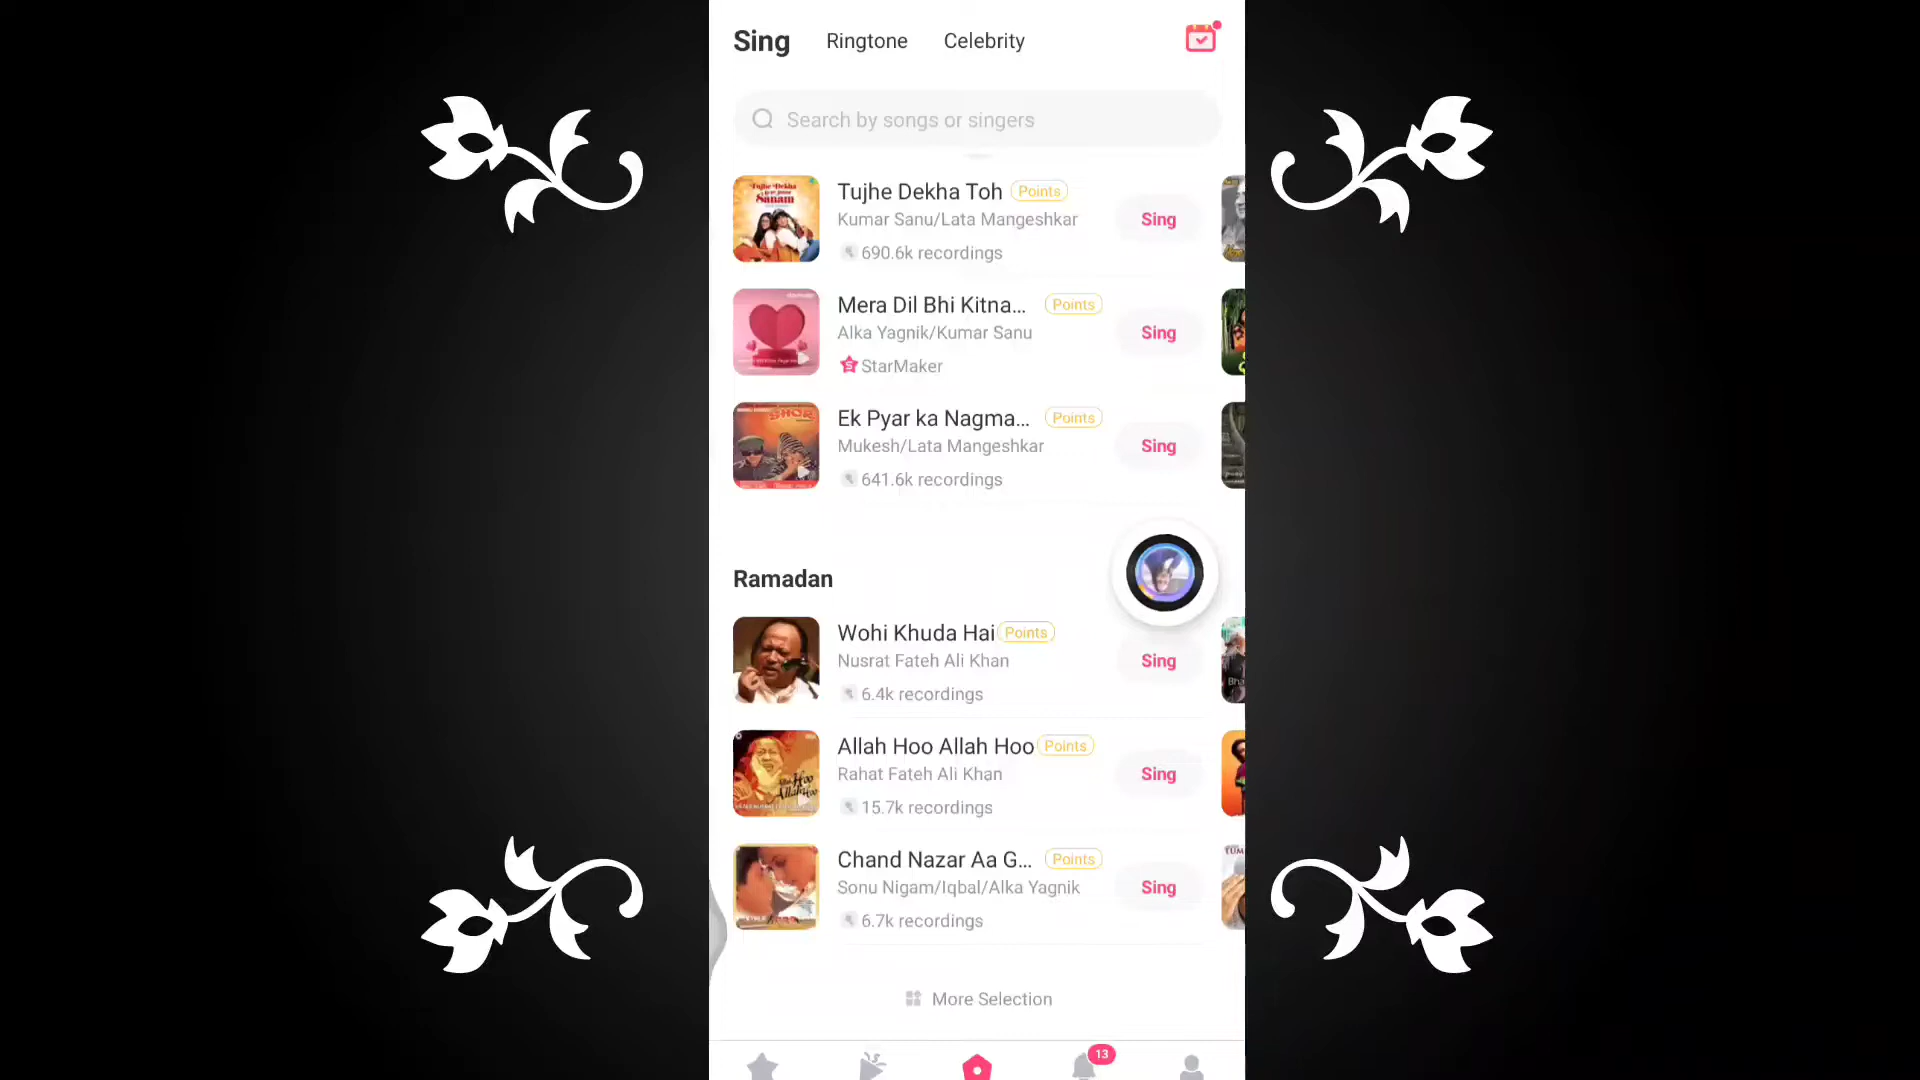 Sing Ringtone Celebrity
Search by songs or singers
Tujhe Dekha Toh Points
Kumar Sanu/Lata Mangeshkar
Sing
690.6k recordings
Mera Dil Bhi Kitna... Points
Alka Yagnik/Kumar Sanu
Sing
StarMaker
Ek Pyar ka Nagma... Points
Mukesh/Lata Mangeshkar
Sing
641.6k recordings
Ramadan
Wohi Khuda Hai Points
Nusrat Fateh Ali Khan
Sing
6.4k recordings
Allah Hoo Allah Hoo Points
Rahat Fateh Ali Khan
Sing
15.7k recordings
Chand Nazar Aa G... Points
Sonu Nigam/Iqbal/Alka Yagnik
Sing
6.7k recordings
More Selection
13